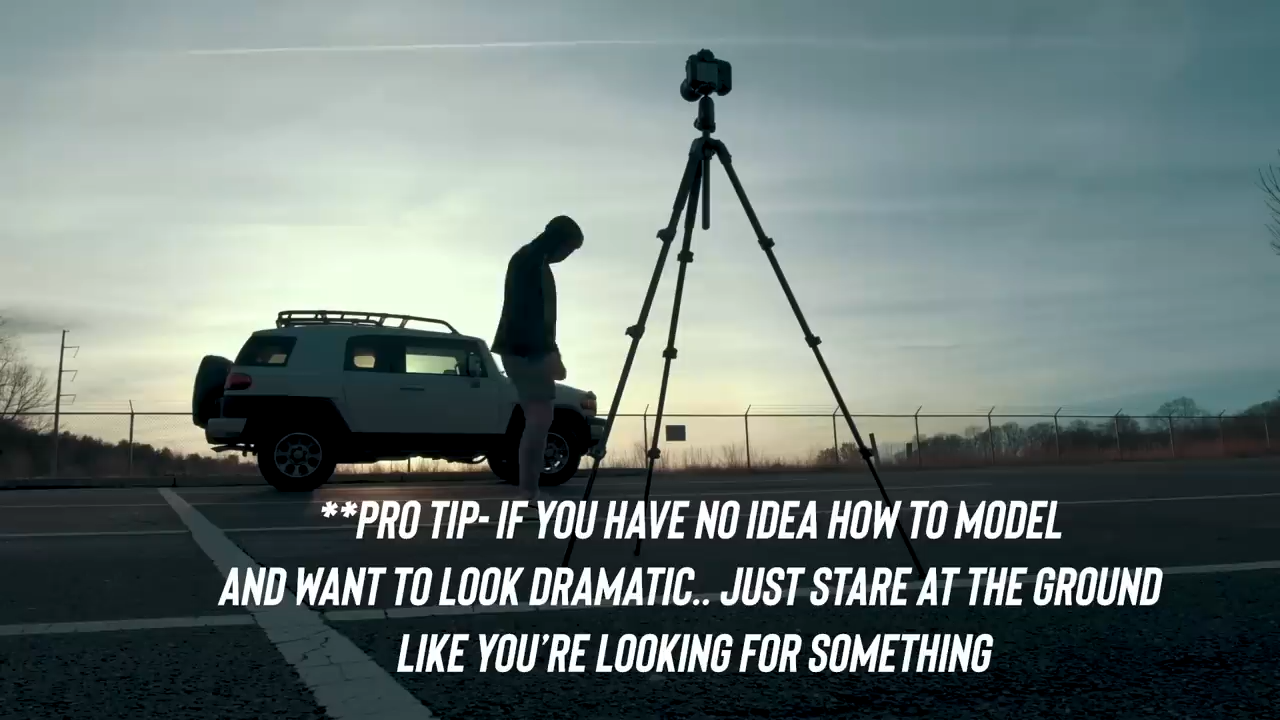 **PRO TIP- IF YOU HAVE NO IDEA HOW TO MODEL
AND WANT TO LOOK DRAMATIC.. JUST STARE AT THE GROUND
LIKE YOU'RE LOOKING FOR SOMETHING